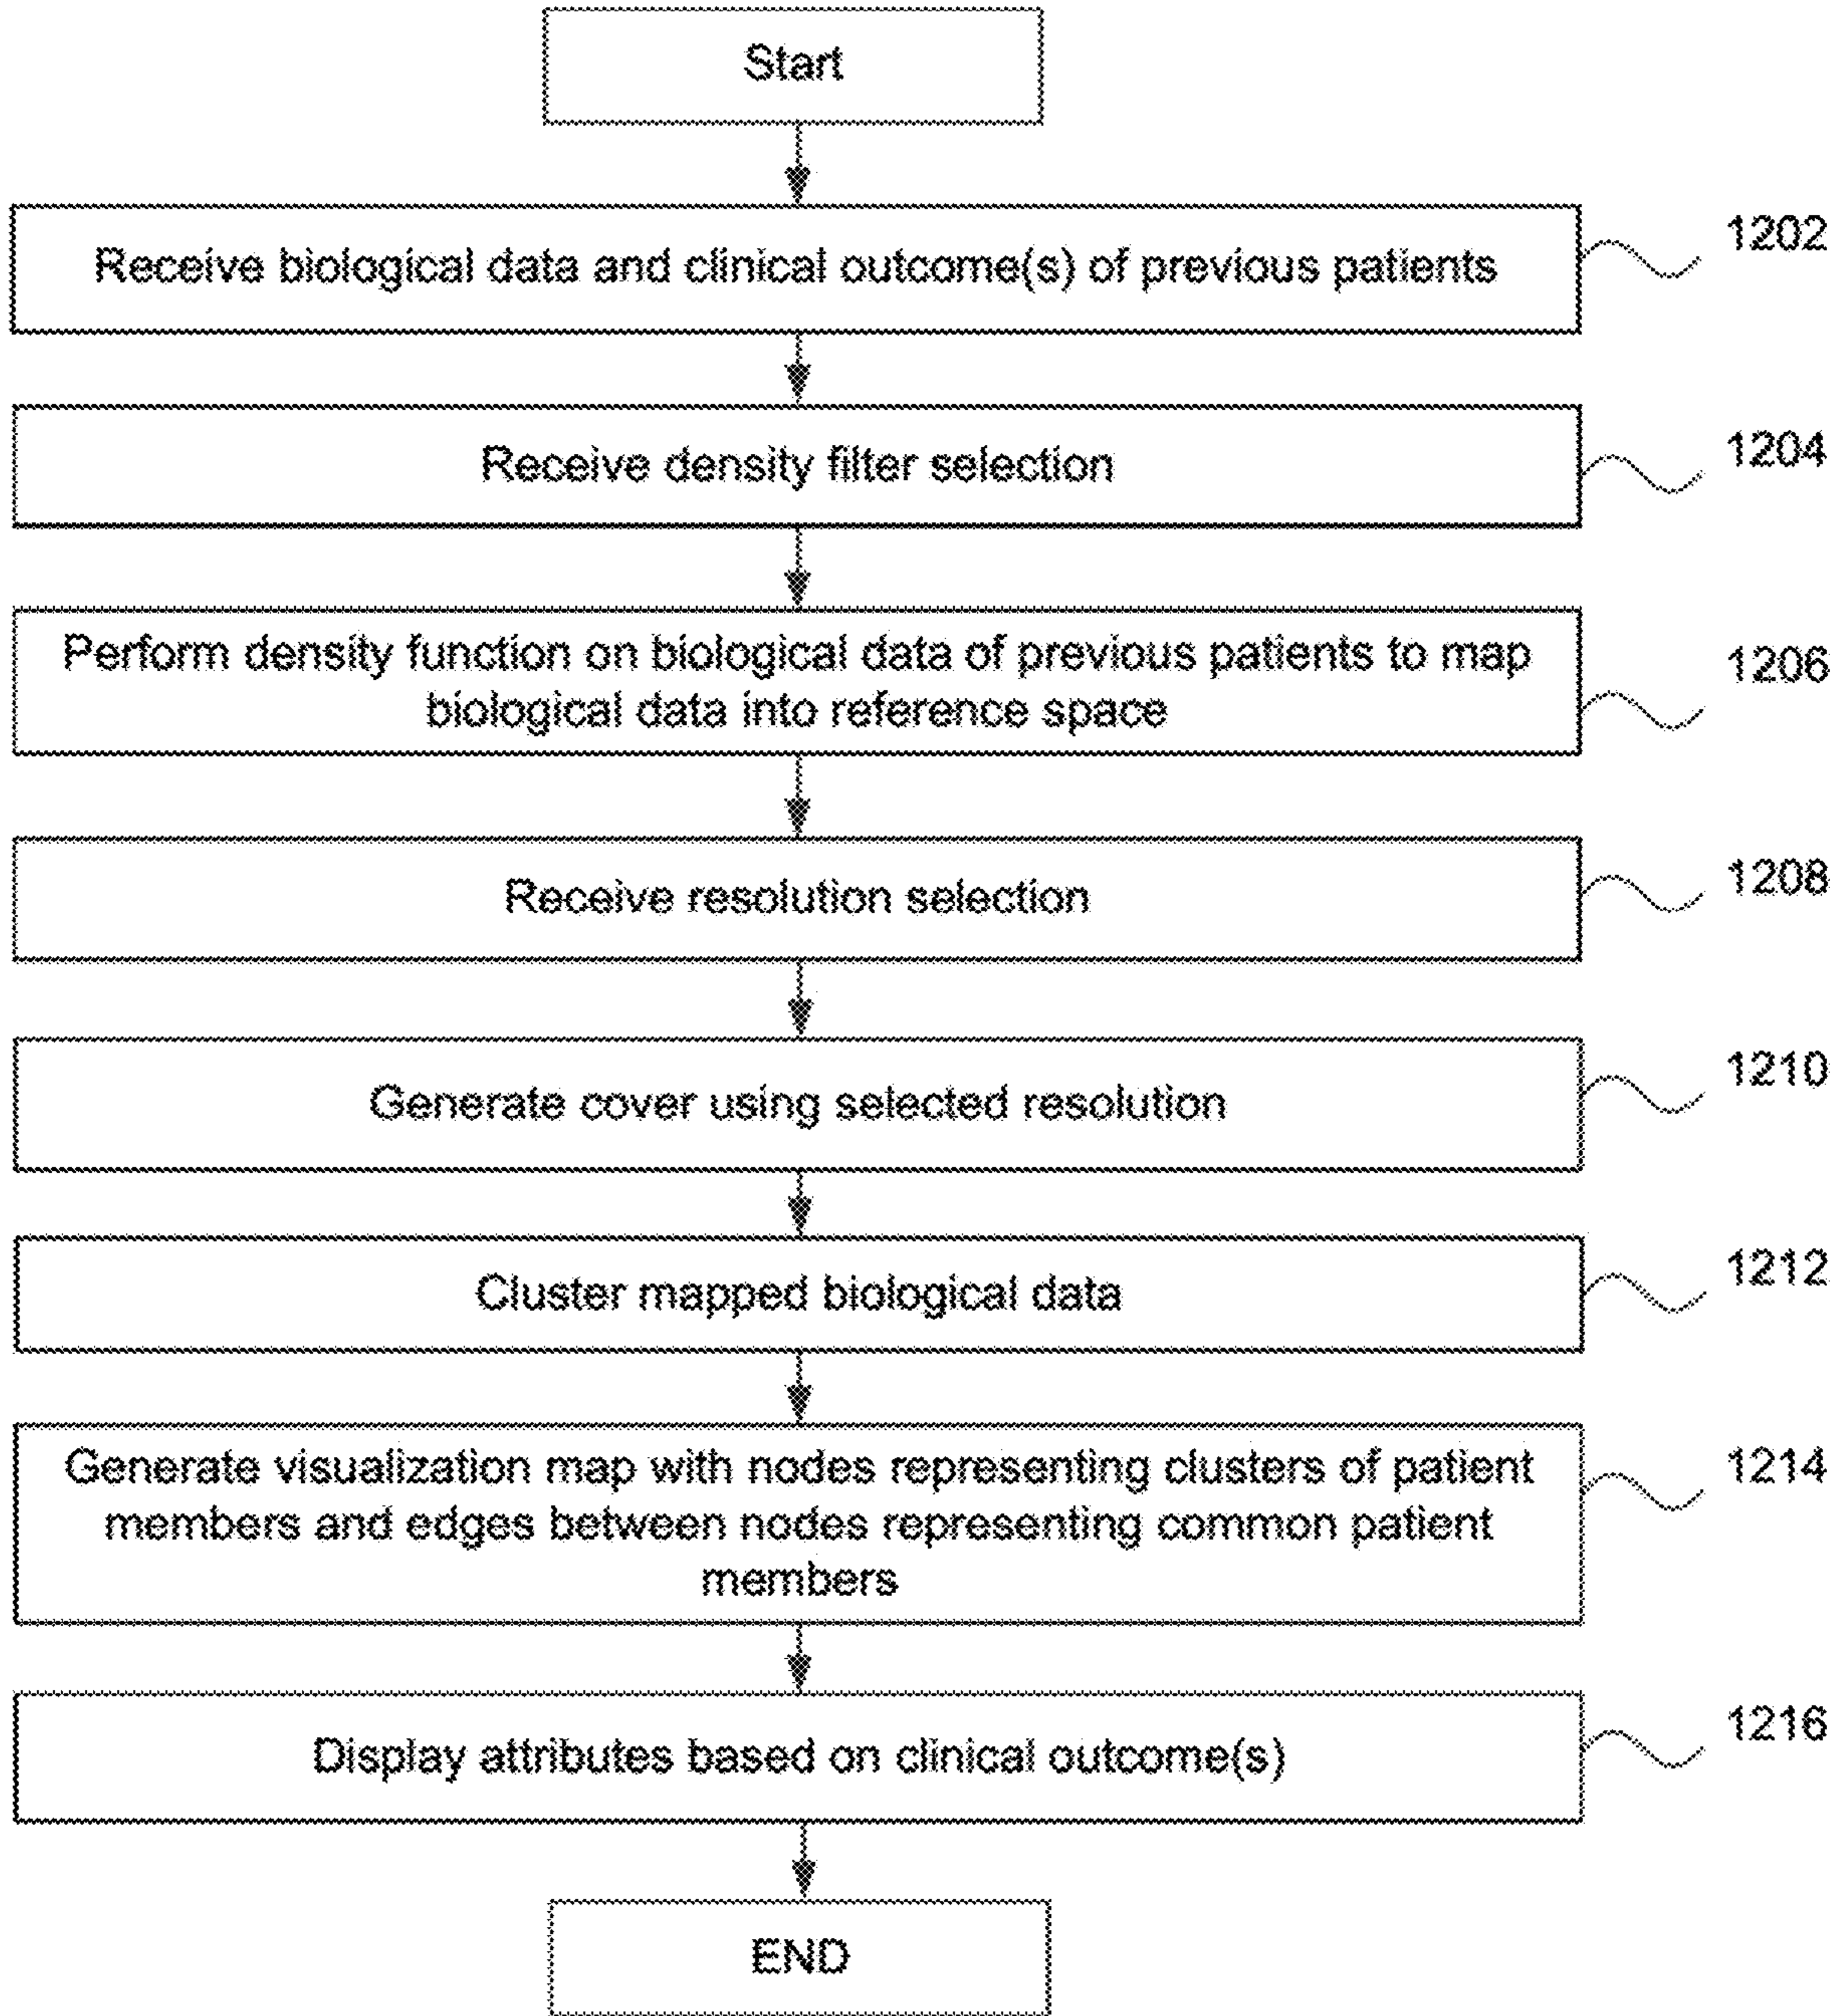 Start
Receive biological data and clinical outcome(s) of previous patients
1202
Receive density filter selection
1204
Perform density function on biological data of previous patients to map
biological data into reference space
1206
Receive resolution selection
1208
Generate cover using selected resolution
1210
Cluster mapped biological data
1212
Generate visualization map with nodes representing clusters of patient
members and edges between nodes representing common patient
members
1214
Display attributes based on clinical outcome(s)
1216
END